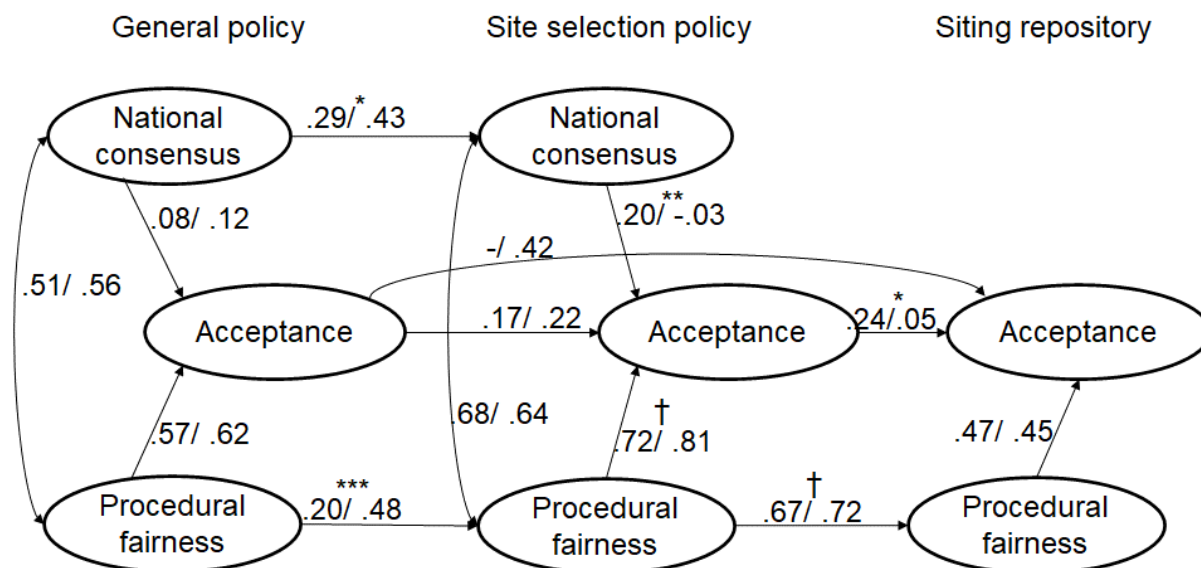 General policy
Site selection policy
Siting repository
National
consensus
*
.29/ .43
National
consensus
.08/ .12
**
.20/ -.03
-/ .42
.51/ .56
Acceptance
.17/ .22
Acceptance
*
.24/.05
Acceptance
.57/ .62
.68/ .64
†
.72/ .81
.47/ .45
Procedural
fairness
***
.20/ .48
Procedural
fairness
†
.67/ .72
Procedural
fairness